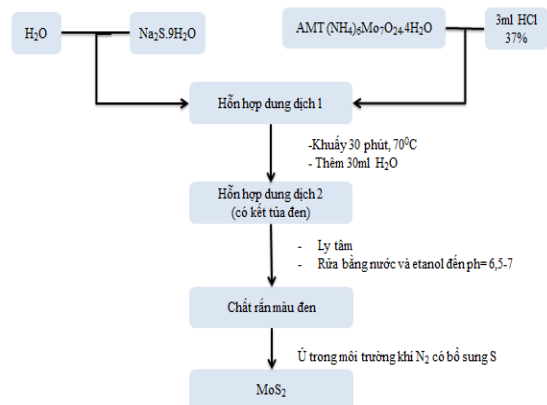 H₂O
Na₂S.9H₂O
AMT (NH₄)₆Mo₇O₂₄.4H₂O
3ml HCl
37%
Hỗn hợp dung dịch 1
-Khuấy 30 phút, 70⁰C
- Thêm 30ml H₂O
Hỗn hợp dung dịch 2
(có kết tủa đen)
- Ly tâm
- Rửa bằng nước và etanol đến ph= 6,5-7
Chất rắn màu đen
Ủ trong môi trường khi N₂ có bổ sung S
MoS₂